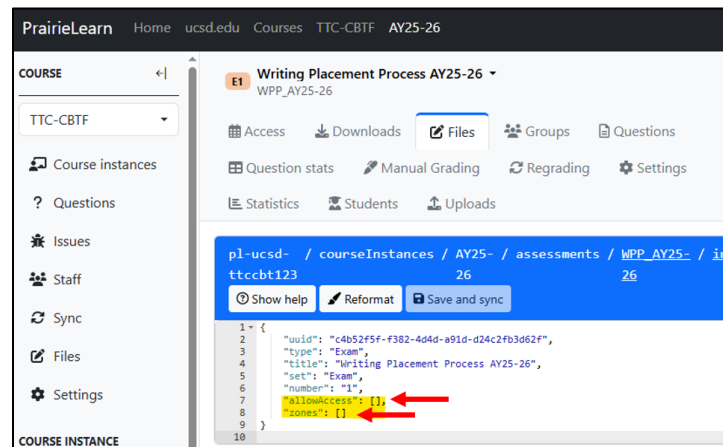 PrairieLearn Home ucsd.edu Courses TTC-CBTF AY25-26
COURSE
TTC-CBTF
Course instances
Questions
Issues
Staff
Sync
Files
Settings
COURSE INSTANCE
E1 Writing Placement Process AY25-26
WPP_AY25-26
Access Downloads Files Groups Questions
Question stats Manual Grading Regrading Settings
Statistics Students Uploads
pl-ucsd- / courseInstances / AY25- / assessments / WPP_AY25- /
ttccbt123 26 26
Show help Reformat Save and sync
1 {
2 "uuid": "c4b52f5f-f382-4d4d-a91d-d24c2fb3d62f",
3 "type": "Exam",
4 "title": "Writing Placement Process AY25-26",
5 "set": "Exam",
6 "number": "1",
7 "allowAccess": [],
8 "zones": []
9 }
10